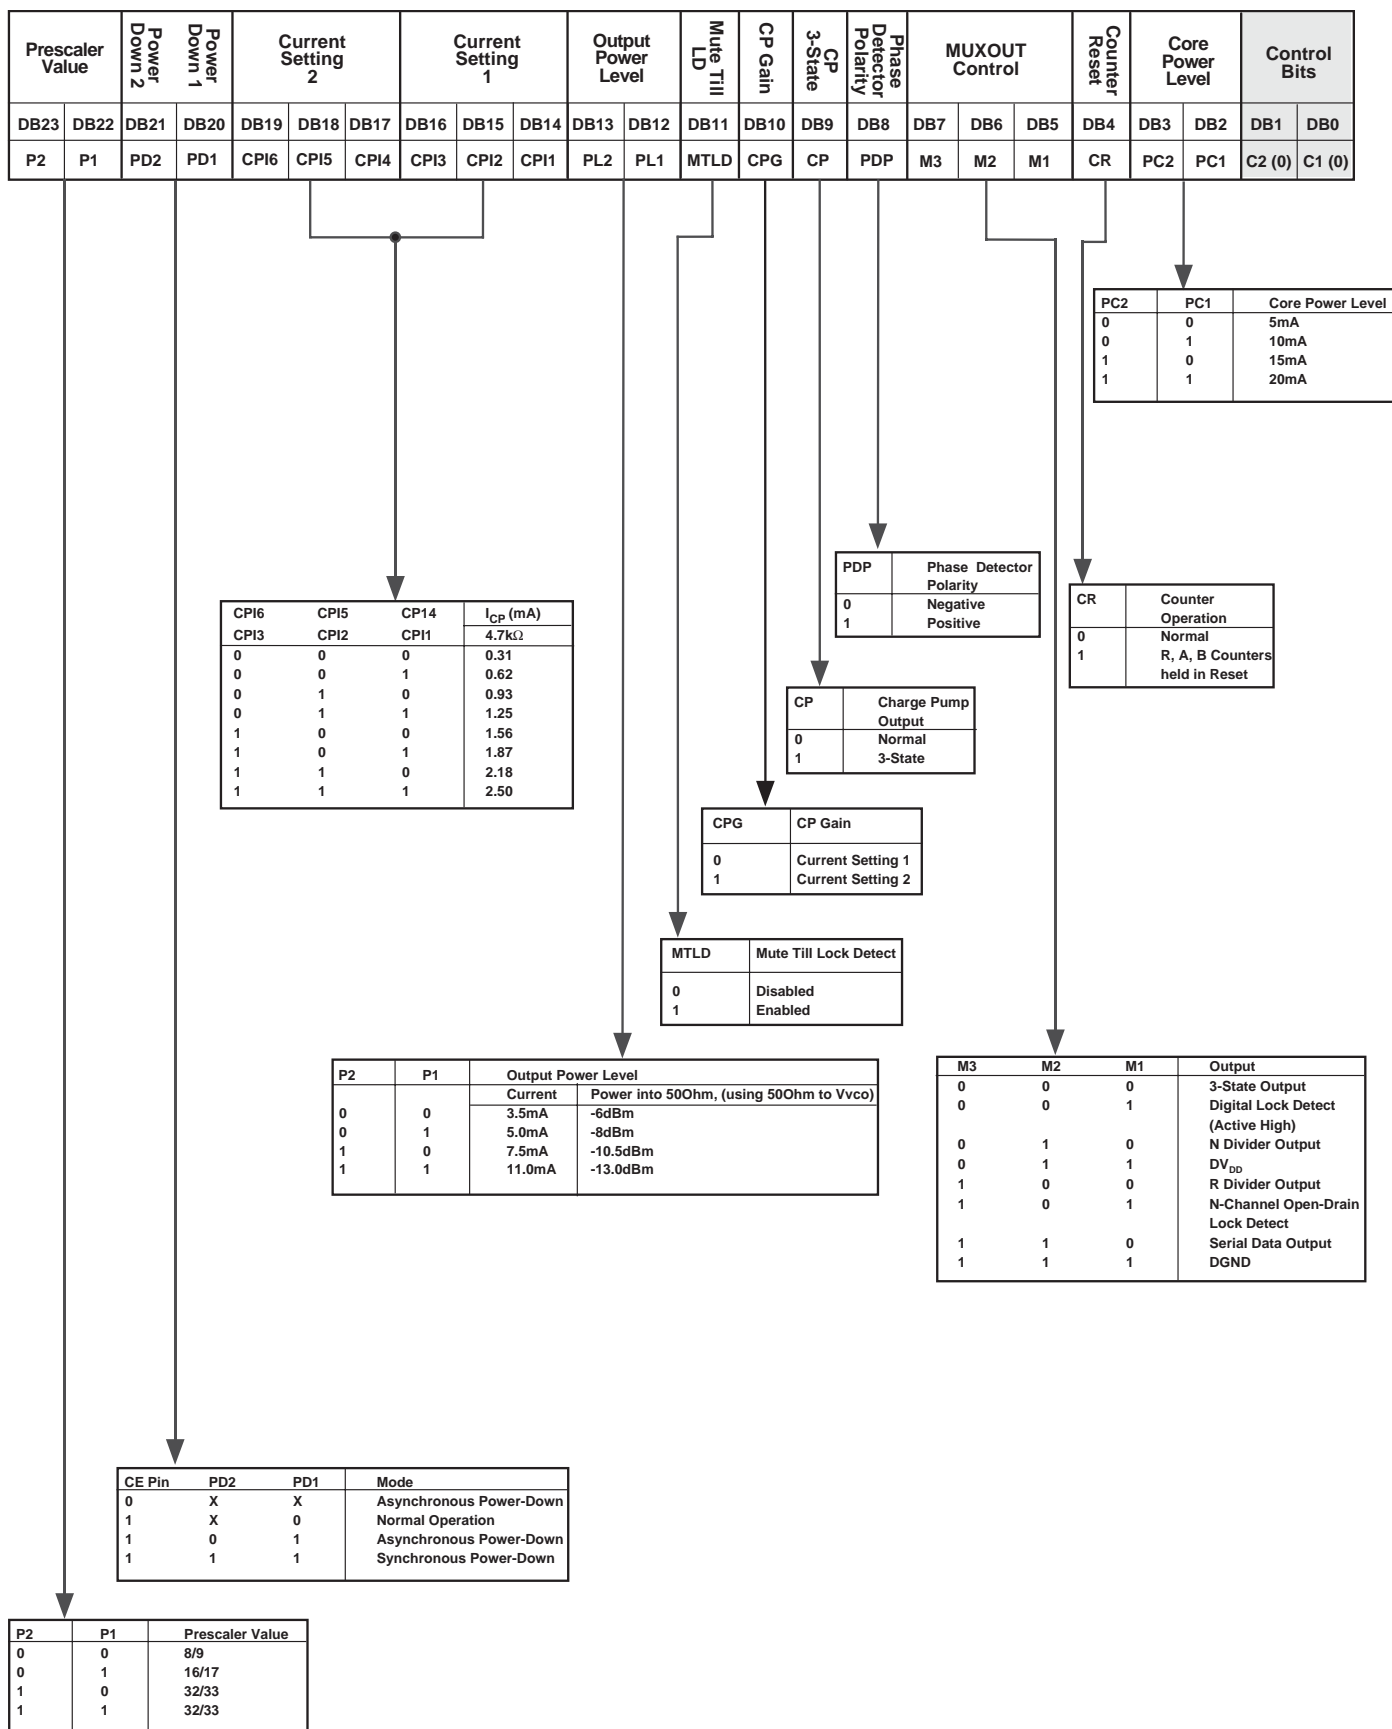 Prescaler Value
Power Down 2
Power Down 1
Current Setting 2
Current Setting 1
Output Power Level
Mute Till LD
CP Gain
CP 3-State
Phase Detector Polarity
MUXOUT Control
Counter Reset
Core Power Level
Control Bits
DB23 DB22 DB21 DB20 DB19 DB18 DB17 DB16 DB15 DB14 DB13 DB12 DB11 DB10 DB9 DB8 DB7 DB6 DB5 DB4 DB3 DB2 DB1 DB0
P2 P1 PD2 PD1 CPI6 CPI5 CPI4 CPI3 CPI2 CPI1 PL2 PL1 MTLD CPG CP PDP M3 M2 M1 CR PC2 PC1 C2 (0) C1 (0)
PC2 PC1 Core Power Level
0 0 5mA
0 1 10mA
1 0 15mA
1 1 20mA
PDP Phase Detector
Polarity
0 Negative
1 Positive
CR Counter
Operation
0 Normal
1 R, A, B Counters
held in Reset
CPI6 CPI5 CP14 ICP (mA)
CPI3 CPI2 CPI1 4.7kΩ
0 0 0 0.31
0 0 1 0.62
0 1 0 0.93
0 1 1 1.25
1 0 0 1.56
1 0 1 1.87
1 1 0 2.18
1 1 1 2.50
CP Charge Pump
Output
0 Normal
1 3-State
CPG CP Gain
0 Current Setting 1
1 Current Setting 2
MTLD Mute Till Lock Detect
0 Disabled
1 Enabled
P2 P1 Output Power Level
Current Power into 50Ohm, (using 50Ohm to Vvco)
0 0 3.5mA -6dBm
0 1 5.0mA -8dBm
1 0 7.5mA -10.5dBm
1 1 11.0mA -13.0dBm
M3 M2 M1 Output
0 0 0 3-State Output
0 0 1 Digital Lock Detect
(Active High)
0 1 0 N Divider Output
0 1 1 DVDD
1 0 0 R Divider Output
1 0 1 N-Channel Open-Drain
Lock Detect
1 1 0 Serial Data Output
1 1 1 DGND
CE Pin PD2 PD1 Mode
0 X X Asynchronous Power-Down
1 X 0 Normal Operation
1 0 1 Asynchronous Power-Down
1 1 1 Synchronous Power-Down
P2 P1 Prescaler Value
0 0 8/9
0 1 16/17
1 0 32/33
1 1 32/33